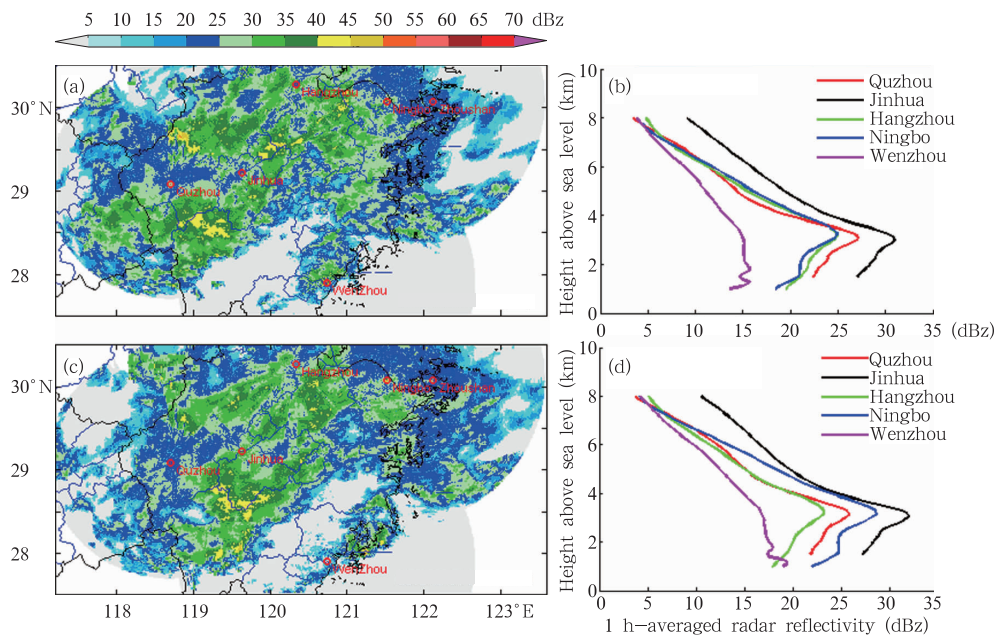 5 10 15 20 25 30 35 40 45 50 55 60 65 70 dBz
(a)
30°N
29
28
Hangzhou
Quzhou
Jinhua
WenZhou
(b)
Height above sea level (km)
10
8
6
4
2
0
Quzhou
Jinhua
Hangzhou
Ningbo
Wenzhou
0 5 10 15 20 25 30 35 (dBz)
(c)
30°N
29
28
Hangzhou
Quzhou
Jinhua
WenZhou
118 119 120 121 122 123°E
(d)
Height above sea level (km)
10
8
6
4
2
0
Quzhou
Jinhua
Hangzhou
Ningbo
Wenzhou
0 5 10 15 20 25 30 35
1 h-averaged radar reflectivity (dBz)